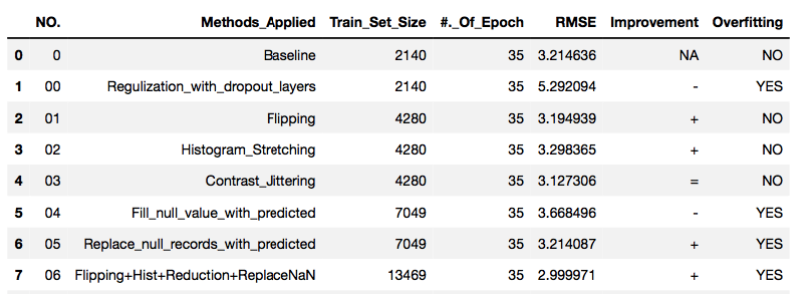 NO. Methods_Applied Train_Set_Size #._Of_Epoch RMSE Improvement Overfitting
0 0 Baseline 2140 35 3.214636 NA NO
1 00 Regulization_with_dropout_layers 2140 35 5.292094 - YES
2 01 Flipping 4280 35 3.194939 + NO
3 02 Histogram_Stretching 4280 35 3.298365 + NO
4 03 Contrast_Jittering 4280 35 3.127306 = NO
5 04 Fill_null_value_with_predicted 7049 35 3.668496 - YES
6 05 Replace_null_records_with_predicted 7049 35 3.214087 + YES
7 06 Flipping+Hist+Reduction+ReplaceNaN 13469 35 2.999971 + YES